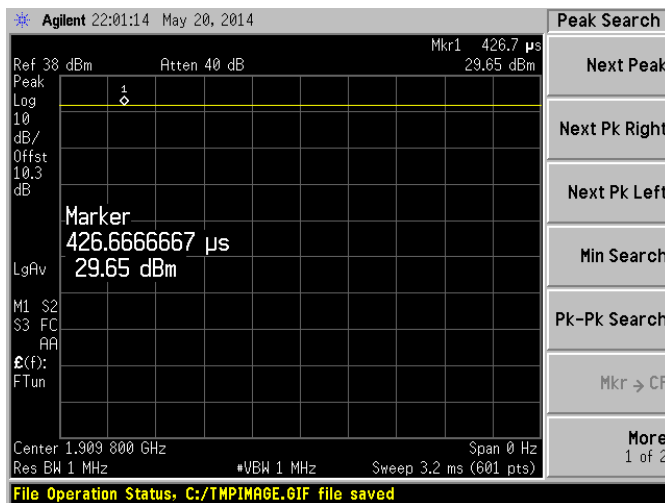 Agilent 22:01:14 May 20, 2014
Peak Search
Mkr1 426.7 µs
Ref 38 dBm Atten 40 dB 29.65 dBm
Peak
Log
10
dB/
Offst
10.3
dB
1
Marker
426.6666667 µs
29.65 dBm
LgAv
M1 S2
S3 FC
AA
£(f):
FTun
Center 1.909 800 GHz Span 0 Hz
Res BW 1 MHz #VBW 1 MHz Sweep 3.2 ms (601 pts)
File Operation Status, C:/TMPIMAGE.GIF file saved
Next Peak
Next Pk Right
Next Pk Left
Min Search
Pk-Pk Search
Mkr → CF
More
1 of 2